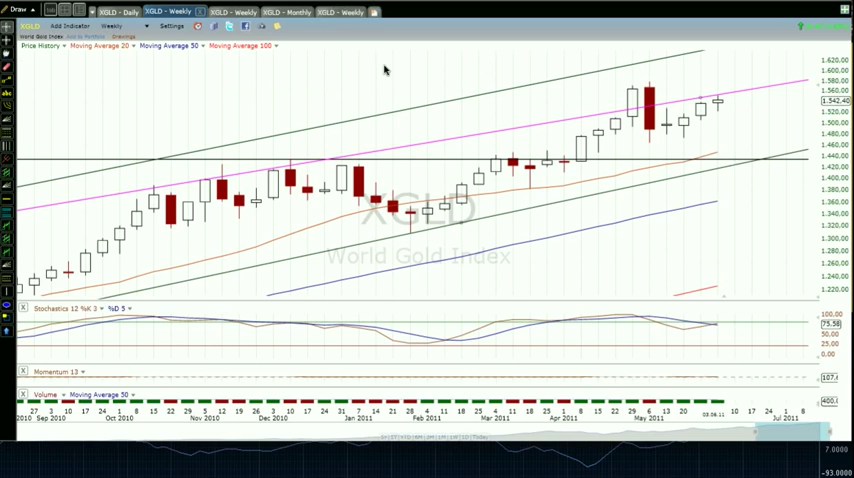 Draw
XGLD - Daily XGLD - Weekly XGLD - Weekly XGLD - Monthly XGLD - Weekly
XGLD Add Indicator Weekly Settings
World Gold Index Add to Portfolio Drawings
Price History Moving Average 20 Moving Average 50 Moving Average 100
1.620.00
1.600.00
1.580.00
1.560.00
1.542,40
1.520.00
1.500.00
1.480.00
1.460.00
1.440.00
1.420.00
1.400.00
1.380.00
1.360.00
1.340.00
1.320.00
1.300.00
1.280.00
1.260.00
1.240.00
1.220.00
abc
XGLD
World Gold Index
Stochastics 12 %K 3 %D 5
100.00
75.58
50.00
25.00
0.00
Momentum 13
107.
Volume Moving Average 50
400.
27 3 10 17 24 1 8 15 22 29 5 12 19 26 3 10 17 24 31 7 14 21 28 4 11 18 25 4 11 18 25 1 8 15 22 29 6 13 20 03.06.11 10 17 24 1 8
2010 Sep 2010 Oct 2010 Nov 2010 Dec 2010 Jan 2011 Feb 2011 Mar 2011 Apr 2011 May 2011 Jul 2011
7.0000
-93.0000